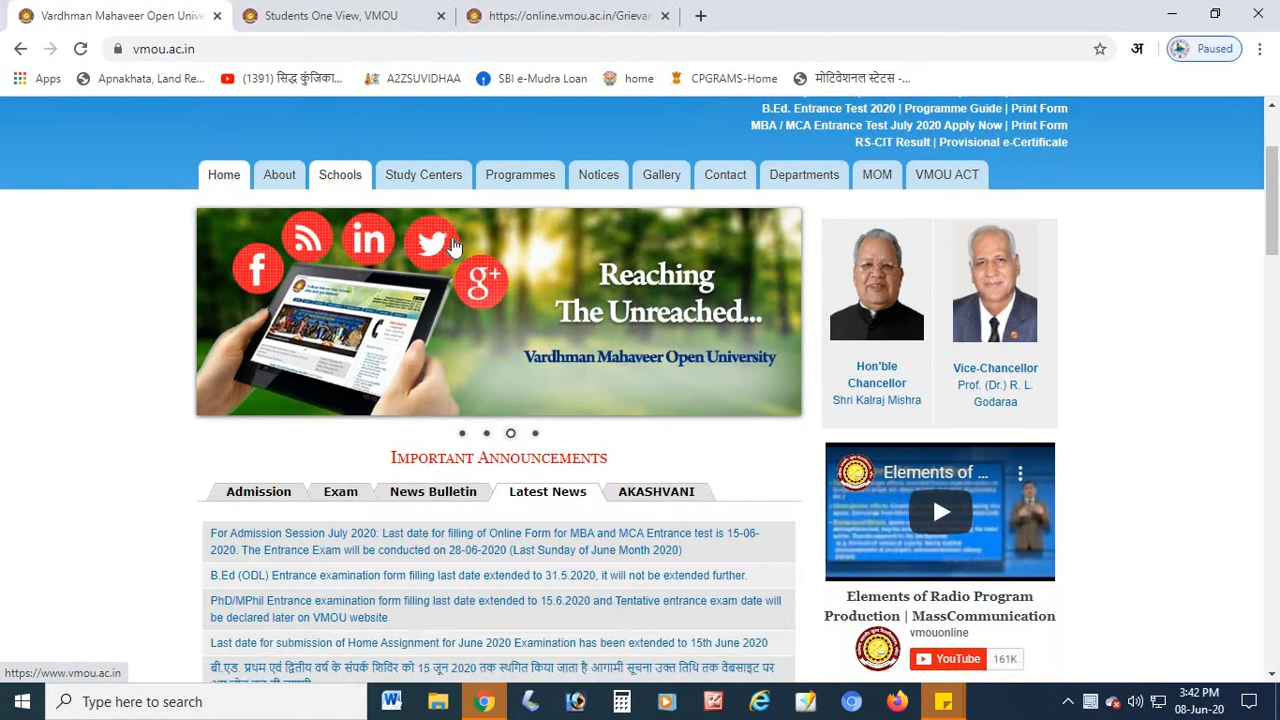 Vardhman Mahaveer Open Unive
Students One View, VMOU
https://online.vmou.ac.in/Grievan
vmou.ac.in
अ
Paused
Apps
Apnakhata, Land Re...
(1391) सिद्ध कुंजिका...
A2ZSUVIDHAA
SBI e-Mudra Loan
home
CPGRAMS-Home
मोटिवेशनल स्टेटस -...
B.Ed. Entrance Test 2020 | Programme Guide | Print Form
MBA / MCA Entrance Test July 2020 Apply Now | Print Form
RS-CIT Result | Provisional e-Certificate
Home
About
Schools
Study Centers
Programmes
Notices
Gallery
Contact
Departments
MOM
VMOU ACT
f
in
g+
Reaching
The Unreached...
Vardhman Mahaveer Open University
Hon'ble
Chancellor
Shri Kalraj Mishra
Vice-Chancellor
Prof. (Dr.) R. L.
Godaraa
IMPORTANT ANNOUNCEMENTS
Admission
Exam
News Bulletin
Latest News
AKASHVANI
For Admission Session July 2020: Last date for filling of Online Form for MBA and MCA Entrance test is 15-06-
2020. The Entrance Exam will be conducted on 28-06-2020 (Last Sunday of June Month 2020)
B.Ed (ODL) Entrance examination form filling last date extended to 31.5.2020, it will not be extended further.
PhD/MPhil Entrance examination form filling last date extended to 15.6.2020 and Tentative entrance exam date will
be declared later on VMOU website
Last date for submission of Home Assignment for June 2020 Examination has been extended to 15th June 2020
बी.एड. प्रथम एवं द्वितीय वर्ष के संपर्क शिविर को 15 जून 2020 तक स्थगित किया जाता है आगामी सूचना उक्त तिथि तक वेबसाइट पर
Elements of ...
Elements of Radio Program
Production | MassCommunication
vmouonline
YouTube
161K
https://www.vmou.ac.in
Type here to search
3:42 PM
08-Jun-20